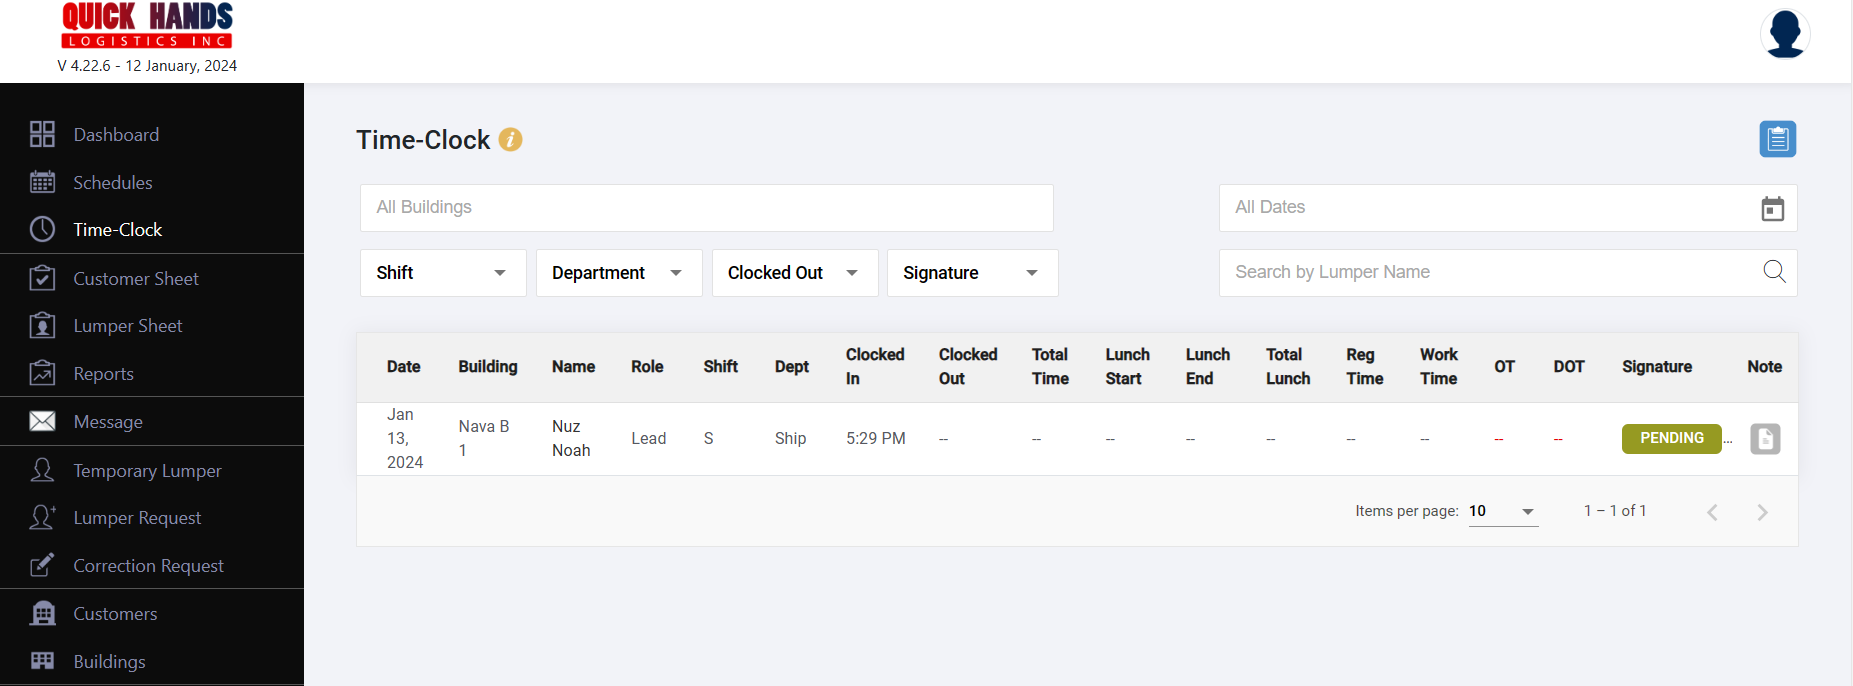 QUICK HANDS
LOGISTICS INC
V 4.22.6 - 12 January, 2024
Dashboard
Schedules
Time-Clock
Customer Sheet
Lumper Sheet
Reports
Message
Temporary Lumper
Lumper Request
Correction Request
Customers
Buildings
Time-Clock i
All Buildings
All Dates
Shift
Department
Clocked Out
Signature
Search by Lumper Name
Date Building Name Role Shift Dept Clocked In Clocked Out Total Time Lunch Start Lunch End Total Lunch Reg Time Work Time OT DOT Signature Note
Jan 13, 2024 Nava B 1 Nuz Noah Lead S Ship 5:29 PM -- -- -- -- -- -- -- -- -- PENDING ...
Items per page: 10 1 – 1 of 1